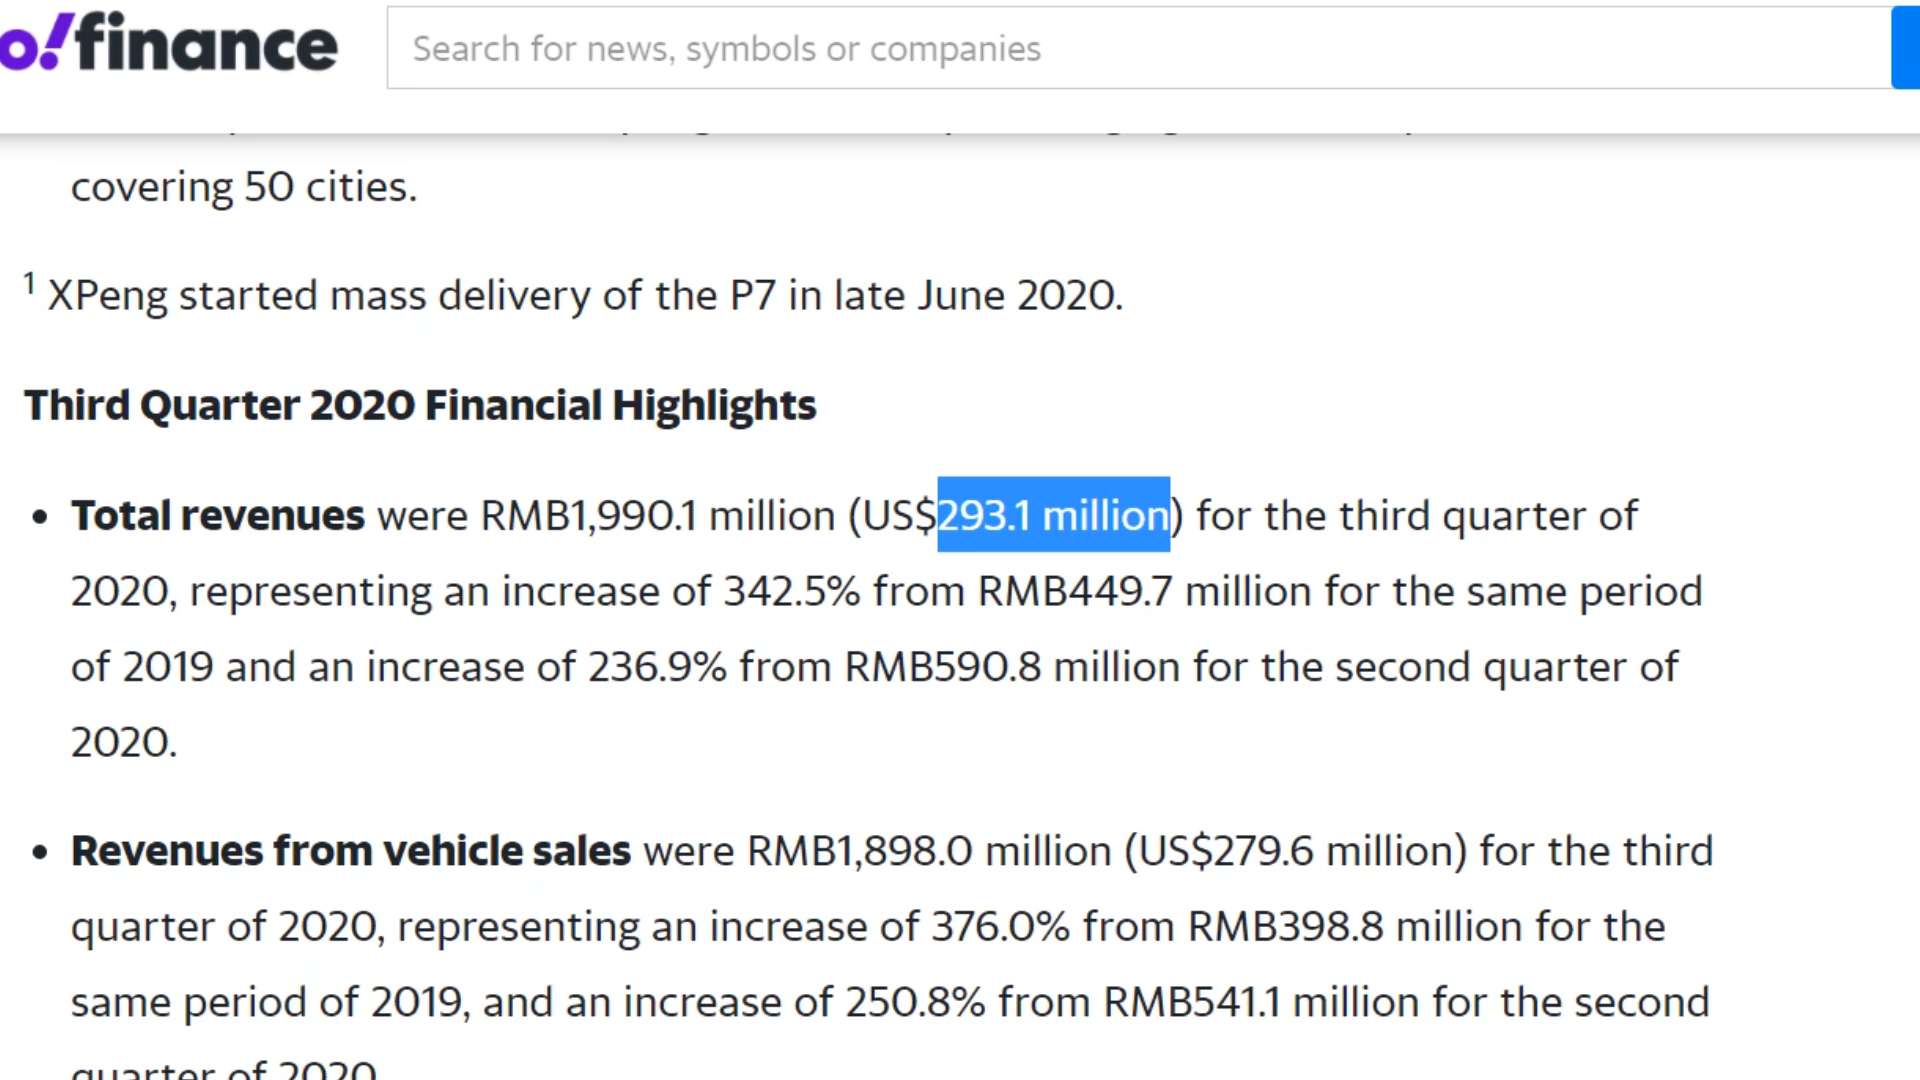 o!finance
Search for news, symbols or companies
covering 50 cities.
1 XPeng started mass delivery of the P7 in late June 2020.
Third Quarter 2020 Financial Highlights
• Total revenues were RMB1,990.1 million (US$293.1 million) for the third quarter of
2020, representing an increase of 342.5% from RMB449.7 million for the same period
of 2019 and an increase of 236.9% from RMB590.8 million for the second quarter of
2020.
• Revenues from vehicle sales were RMB1,898.0 million (US$279.6 million) for the third
quarter of 2020, representing an increase of 376.0% from RMB398.8 million for the
same period of 2019, and an increase of 250.8% from RMB541.1 million for the second
quarter of 2020